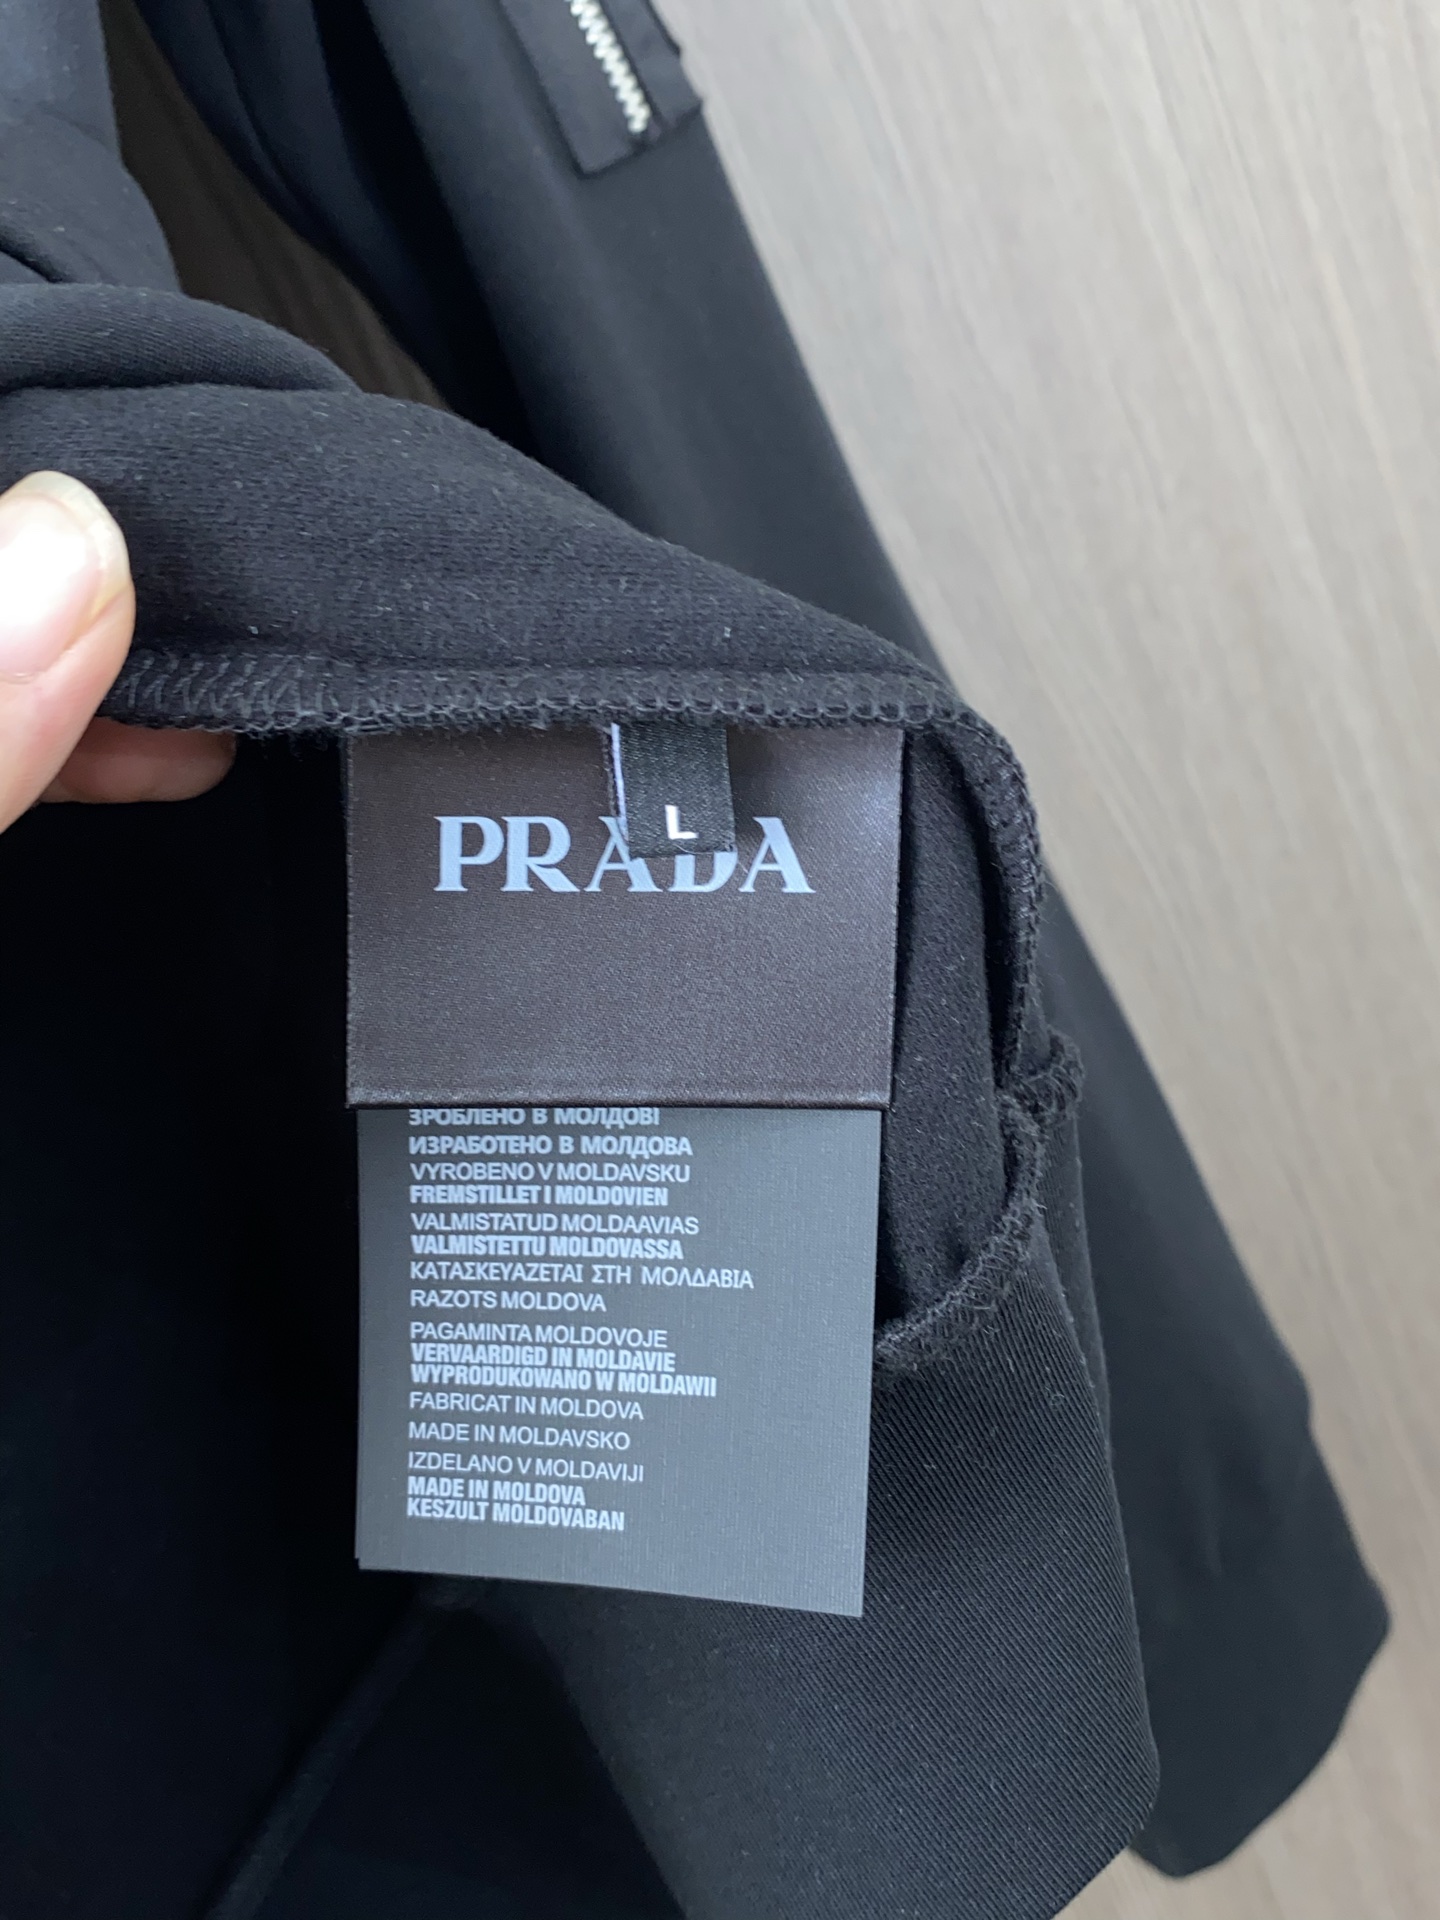 L
PRADA
ЗРОБЛЕНО В МОЛДОВІ
ИЗРАБОТЕНО В МОЛДОВА
VYROBENO V MOLDAVSKU
FREMSTILLET I MOLDOVIEN
VALMISTATUD MOLDAAVIAS
VALMISTETTU MOLDOVASSA
ΚΑΤΑΣΚΕΥΑΖΕΤΑΙ ΣΤΗ ΜΟΛΔΑΒΙΑ
RAZOTS MOLDOVA
PAGAMINTA MOLDOVOJE
VERVAARDIGD IN MOLDAVIE
WYPRODUKOWANO W MOLDAWII
FABRICAT IN MOLDOVA
MADE IN MOLDAVSKO
IZDELANO V MOLDAVIJI
MADE IN MOLDOVA
KESZULT MOLDOVABAN